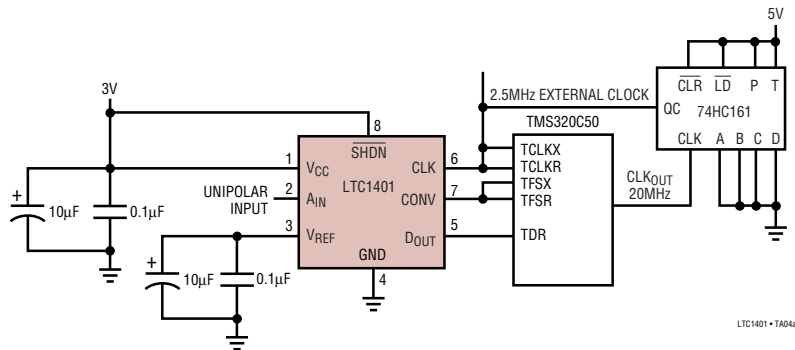 5V
3V
2.5MHz EXTERNAL CLOCK
CLR LD P T
QC 74HC161
CLK A B C D
TMS320C50
TCLKX
TCLKR
TFSX
TFSR
TDR
CLKOUT
20MHz
8
SHDN
1 VCC
CLK 6
LTC1401
UNIPOLAR
INPUT
2 AIN
CONV 7
3 VREF
DOUT 5
GND
4
+
10µF
0.1µF
+
10µF
0.1µF
LTC1401 • TA04a